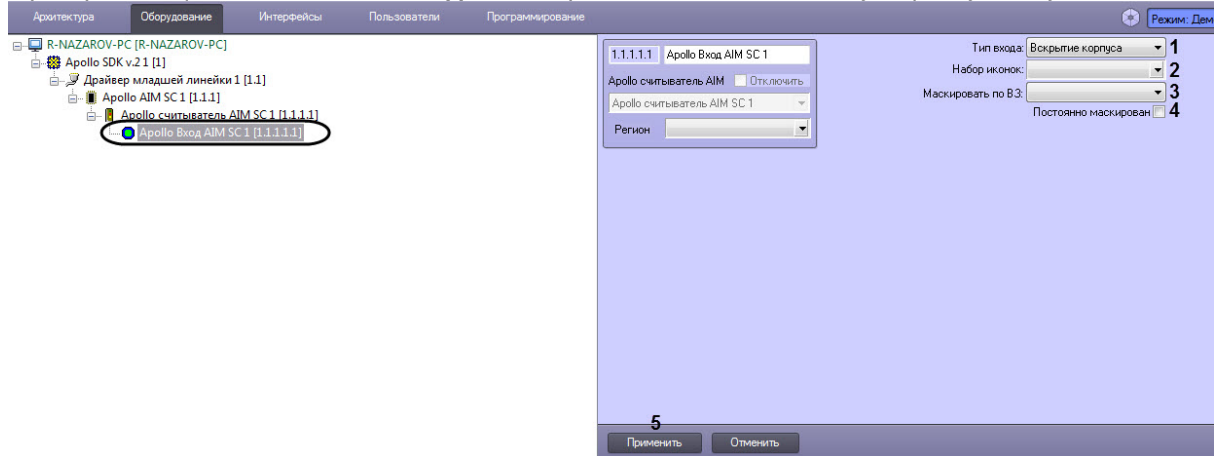 Архитектура Оборудование Интерфейсы Пользователи Программирование Режим: Дем
R-NAZAROV-PC [R-NAZAROV-PC]
Apollo SDK v.2 1 [1]
Драйвер младшей линейки 1 [1.1]
Apollo AIM SC 1 [1.1.1]
Apollo считыватель AIM SC 1 [1.1.1.1]
Apollo Вход AIM SC 1 [1.1.1.1.1]
1.1.1.1.1 Apollo Вход AIM SC 1
Apollo считыватель AIM Отключить
Apollo считыватель AIM SC 1
Регион
Тип входа: Вскрытие корпуса 1
Набор иконок: 2
Маскировать по ВЗ: 3
Постоянно маскирован 4
5
Применить Отменить